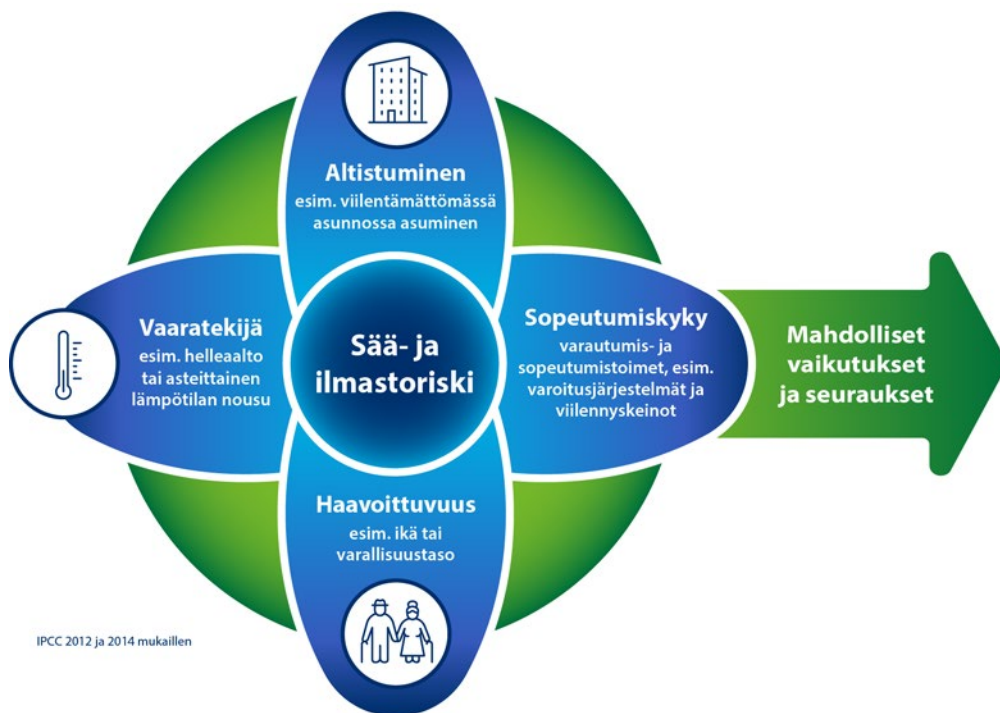 Altistuminen
esim. viilentämättömässä
asunnossa asuminen
Vaaratekijä
esim. helleaalto
tai asteittainen
lämpötilan nousu
Sää- ja
ilmastoriski
Sopeutumiskyky
varautumis- ja
sopeutumistoimet, esim.
varoitusjärjestelmät ja
viilennyskeinot
Mahdolliset
vaikutukset
ja seuraukset
Haavoittuvuus
esim. ikä tai
varallisuustaso
IPCC 2012 ja 2014 mukaillen